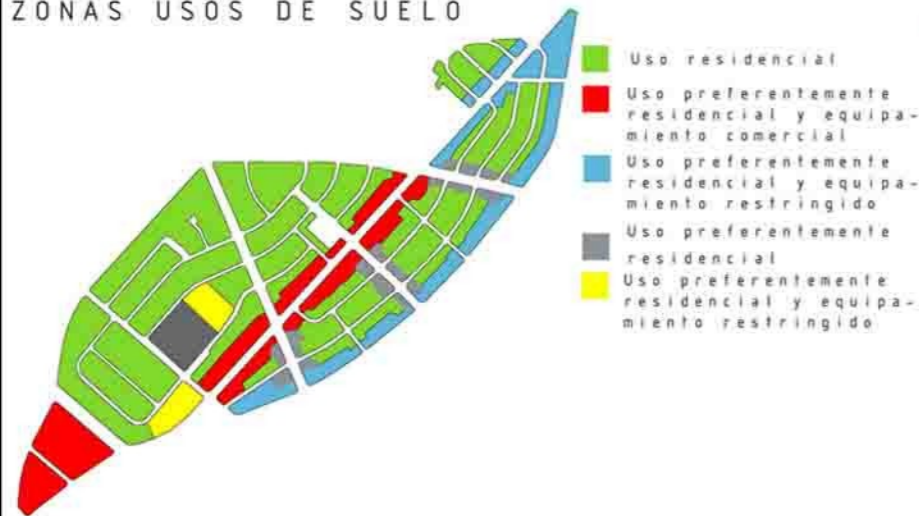 ZONAS USOS DE SUELO
Uso residencial
Uso preferentemente
residencial y equipa-
miento comercial
Uso preferentemente
residencial y equipa-
miento restringido
Uso preferentemente
residencial
Uso preferentemente
residencial y equipa-
miento restringido